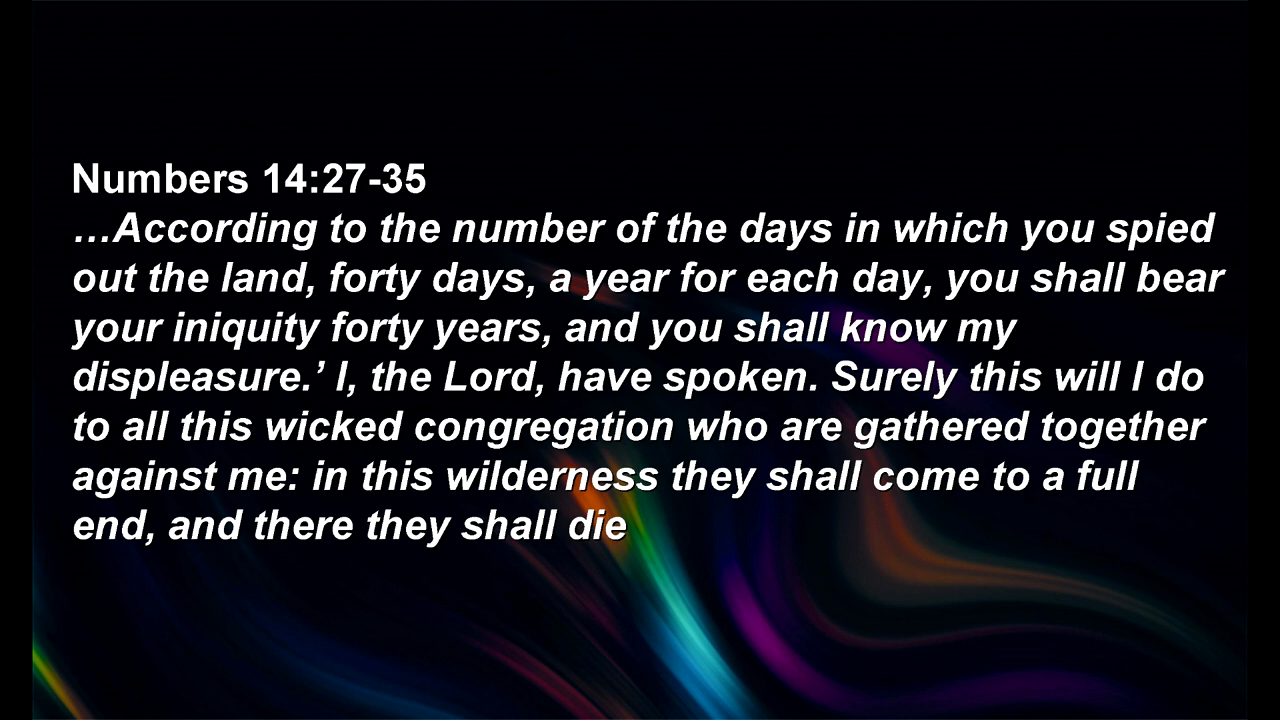 Numbers 14:27-35
…According to the number of the days in which you spied
out the land, forty days, a year for each day, you shall bear
your iniquity forty years, and you shall know my
displeasure.’ I, the Lord, have spoken. Surely this will I do
to all this wicked congregation who are gathered together
against me: in this wilderness they shall come to a full
end, and there they shall die